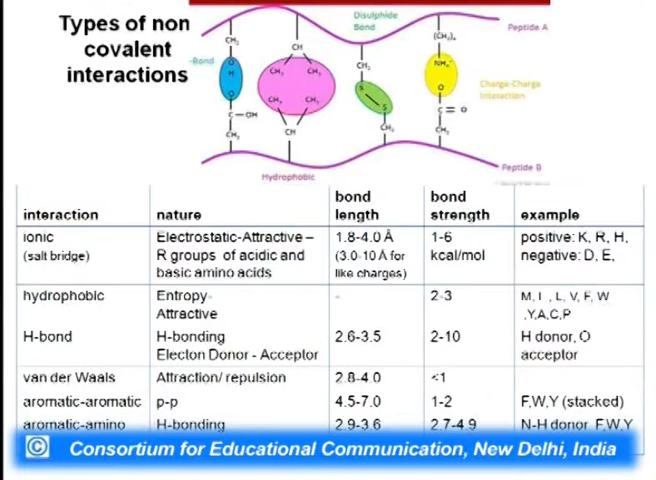 Types of non
covalent
interactions
-Bond
Disulphide
Bond
Peptide A
CH₂
O
H
O
C—OH
CH₂
CH
CH₃ CH₃
CH₃ CH₃
CH
CH₂
S
S
CH₂
(CH₂)₄
O
C = O
CH₂
Charge-Charge
Interaction
Hydrophobic
Peptide B
interaction nature bond length bond strength example
ionic (salt bridge) Electrostatic-Attractive – R groups of acidic and basic amino acids 1.8-4.0 Å (3.0-10 Å for like charges) 1-6 kcal/mol positive: K, R, H, negative: D, E,
hydrophobic Entropy- Attractive - 2-3 M, I , L, V, F, W ,Y,A,C,P
H-bond H-bonding Electon Donor - Acceptor 2.6-3.5 2-10 H donor, O acceptor
van der Waals Attraction/ repulsion 2.8-4.0 <1
aromatic-aromatic p-p 4.5-7.0 1-2 F,W,Y (stacked)
aromatic-amino H-bonding 2.9-3.6 2.7-4.9 N-H donor F,W,Y
© Consortium for Educational Communication, New Delhi, India